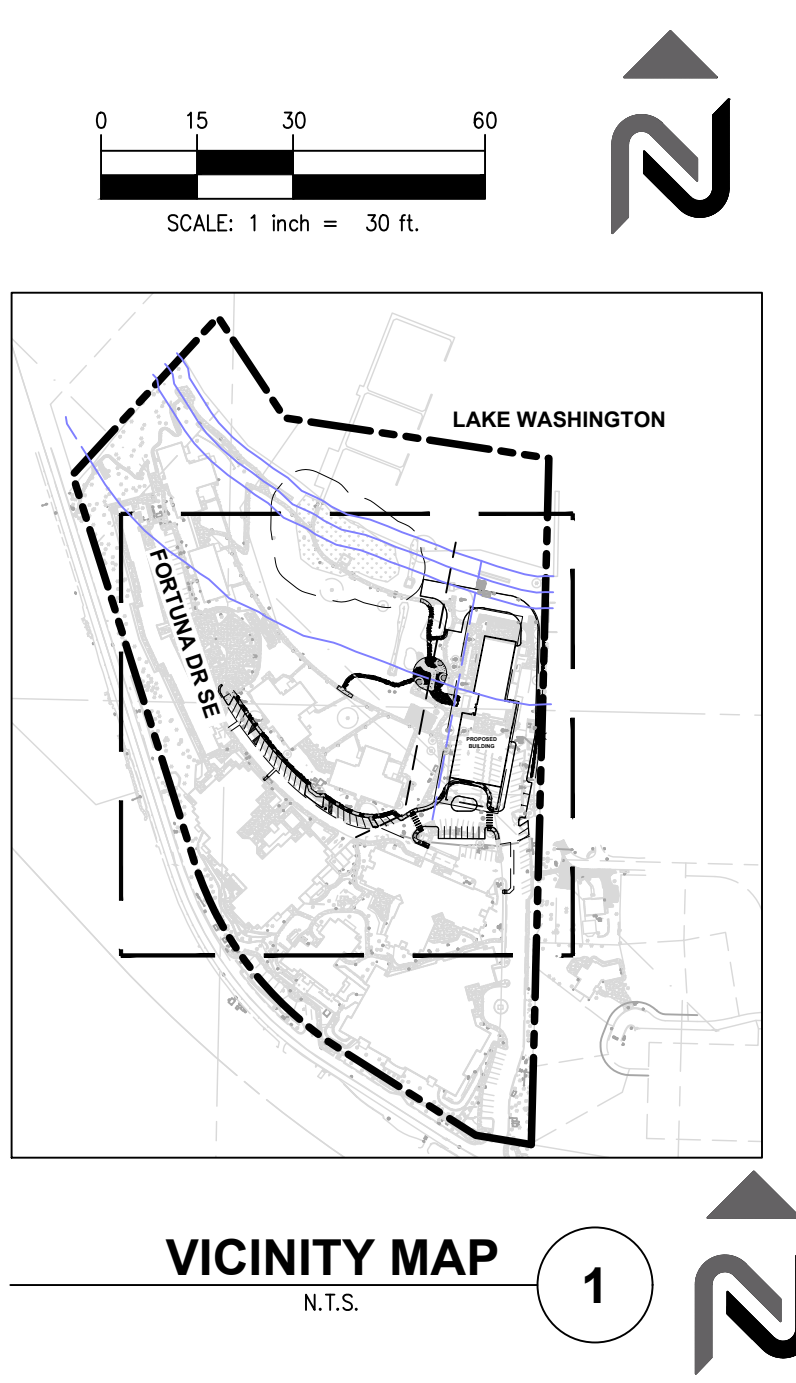 0 15 30 60
SCALE: 1 inch = 30 ft.
LAKE WASHINGTON
FORTUNA DR SE
PROPOSED
BUILDING
VICINITY MAP
1
N.T.S.